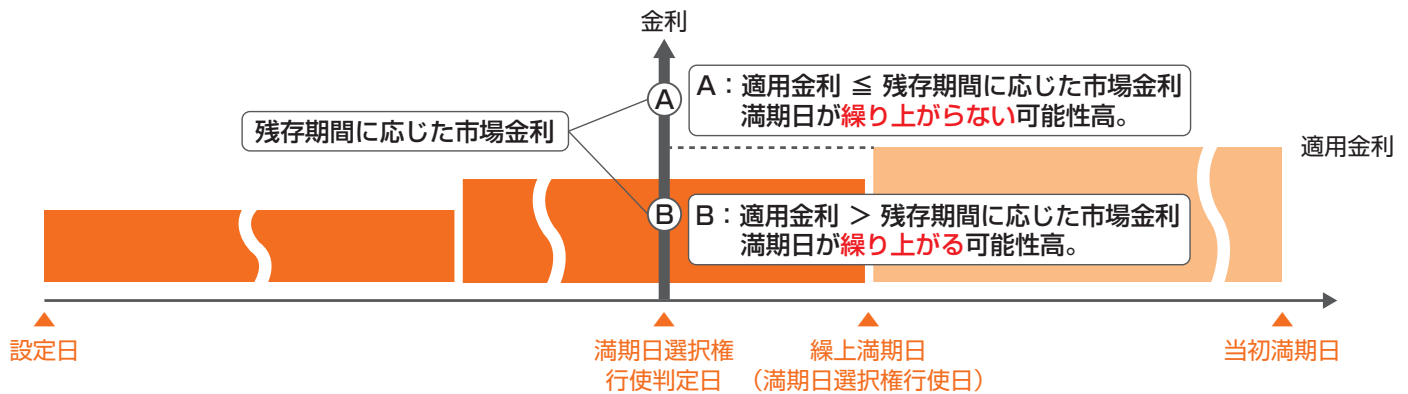 金利
A：適用金利 ≦ 残存期間に応じた市場金利
満期日が繰り上がらない可能性高。
A
残存期間に応じた市場金利
適用金利
B
B：適用金利 ＞ 残存期間に応じた市場金利
満期日が繰り上がる可能性高。
設定日
満期日選択権
行使判定日
繰上満期日
（満期日選択権行使日）
当初満期日